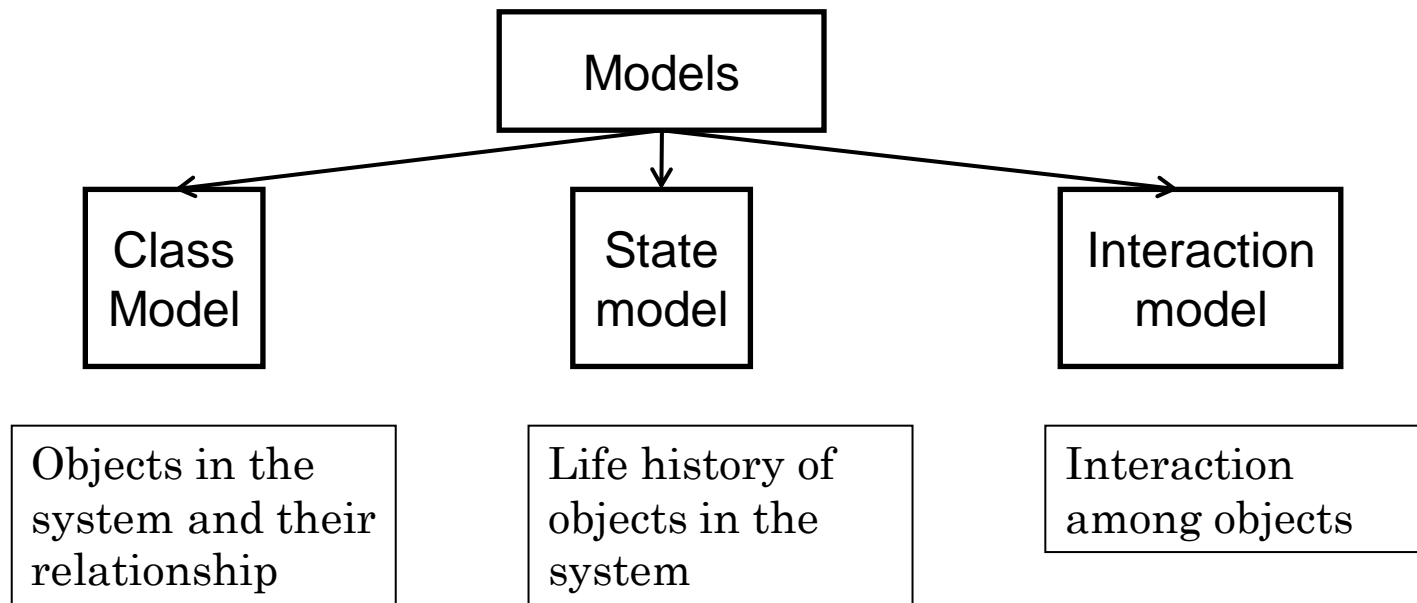 Models
Class
Model
State
model
Interaction
model
Objects in the
system and their
relationship
Life history of
objects in the
system
Interaction
among objects